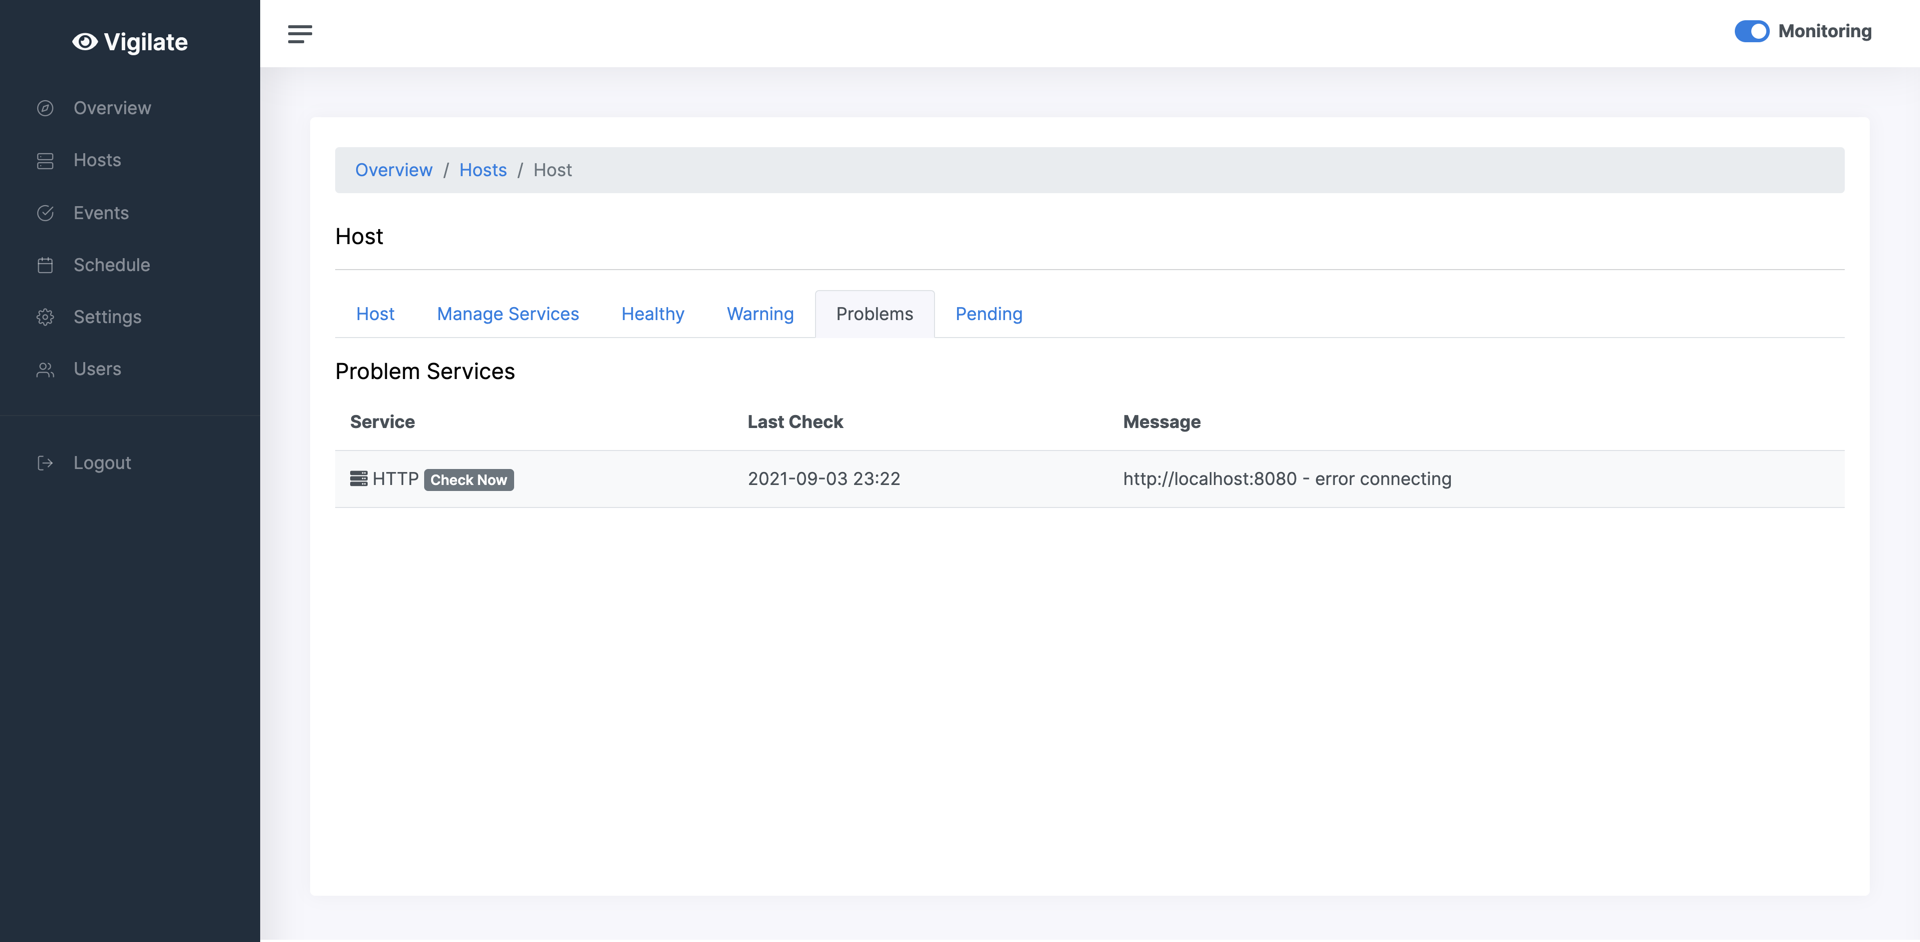 Vigilate
Monitoring
Overview
Hosts
Events
Schedule
Settings
Users
Logout
Overview / Hosts / Host
Host
Host Manage Services Healthy Warning Problems Pending
Problem Services
Service Last Check Message
HTTP Check Now 2021-09-03 23:22 http://localhost:8080 - error connecting